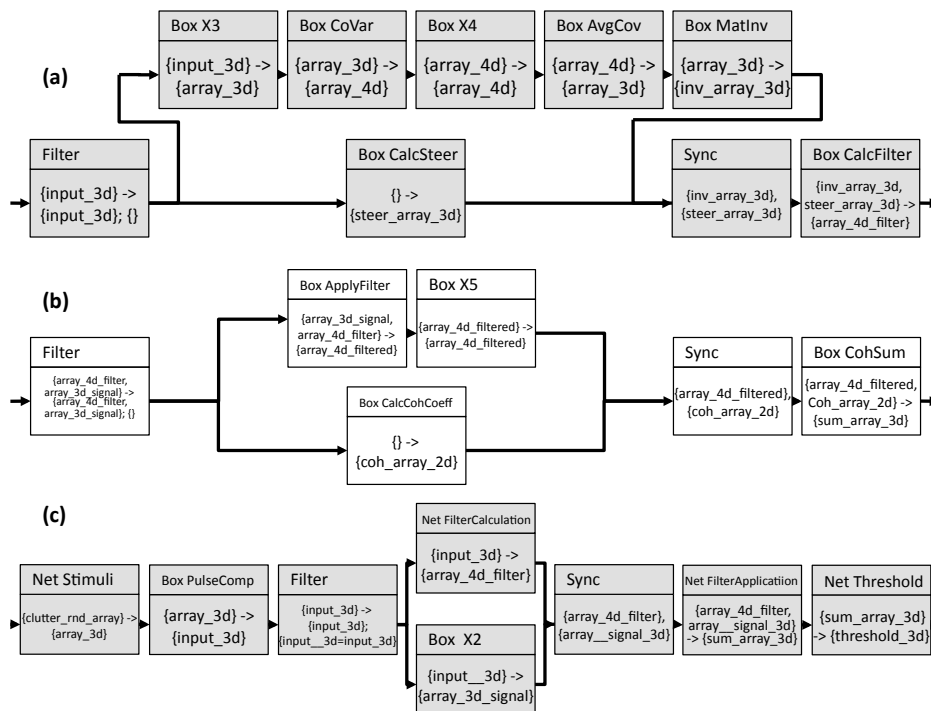 Box X3
{input_3d} ->
{array_3d}
Box CoVar
{array_3d} ->
{array_4d}
Box X4
{array_4d} ->
{array_4d}
Box AvgCov
{array_4d} ->
{array_3d}
Box MatInv
{array_3d} ->
{inv_array_3d}
(a)
Filter
{input_3d} ->
{input_3d}; {}
Box CalcSteer
{} ->
{steer_array_3d}
Sync
{inv_array_3d},
{steer_array_3d}
Box CalcFilter
{inv_array_3d,
steer_array_3d} ->
{array_4d_filter}
(b)
Box ApplyFilter
{array_3d_signal,
array_4d_filter} ->
{array_4d_filtered}
Box X5
{array_4d_filtered} ->
{array_4d_filtered}
Filter
{array_4d_filter,
array_3d_signal} ->
{array_4d_filter,
array_3d_signal}; {}
Box CalcCohCoeff
{} ->
{coh_array_2d}
Sync
{array_4d_filtered},
{coh_array_2d}
Box CohSum
{array_4d_filtered,
Coh_array_2d} ->
{sum_array_3d}
(c)
Net Stimuli
{clutter_rnd_array} ->
{array_3d}
Box PulseComp
{array_3d} ->
{input_3d}
Filter
{input_3d} ->
{input_3d};
{input__3d=input_3d}
Net FilterCalculation
{input_3d} ->
{array_4d_filter}
Box X2
{input__3d} ->
{array_3d_signal}
Sync
{array_4d_filter},
{array__signal_3d}
Net FilterApplicatiion
{array_4d_filter,
array__signal_3d}
-> {sum_array_3d}
Net Threshold
{sum_array_3d}
-> {threshold_3d}